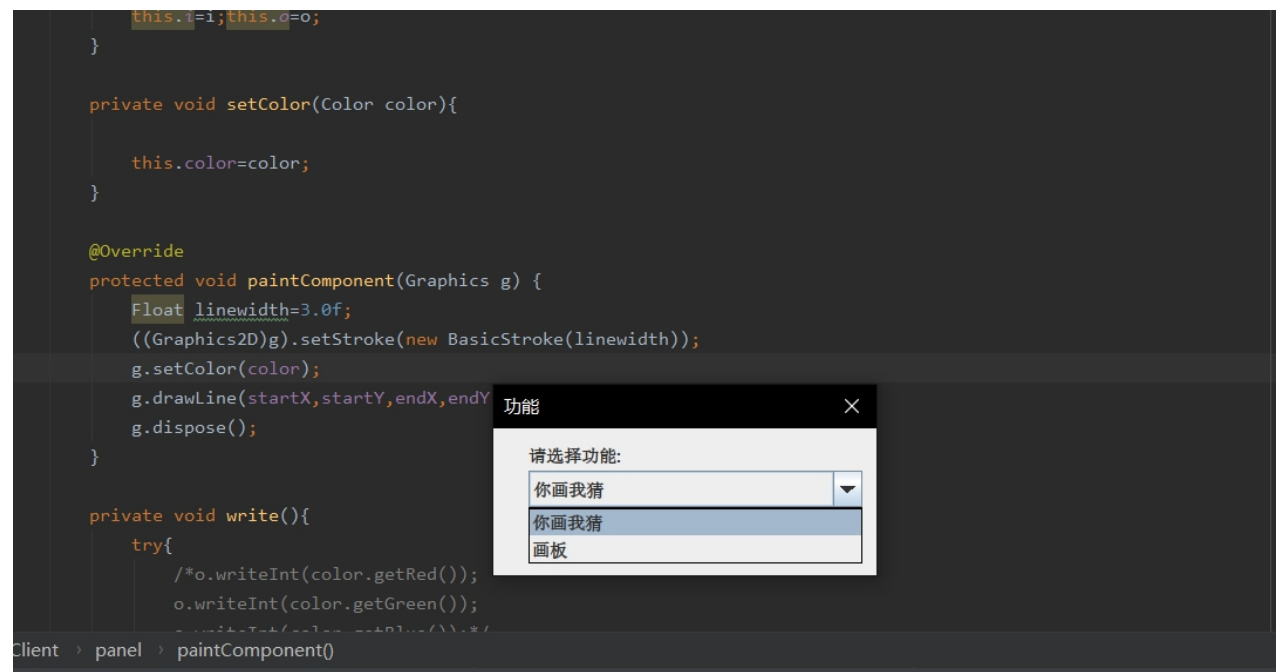 this.i=i;this.o=o;
}
private void setColor(Color color){
this.color=color;
}
@Override
protected void paintComponent(Graphics g) {
Float linewidth=3.0f;
((Graphics2D)g).setStroke(new BasicStroke(linewidth));
g.setColor(color);
g.drawLine(startX,startY,endX,endY
g.dispose();
}
private void write(){
try{
/*o.writeInt(color.getRed());
o.writeInt(color.getGreen());
o.writeInt(color.getBlue());*/
功能
请选择功能:
你画我猜
你画我猜
画板
Client › panel › paintComponent()